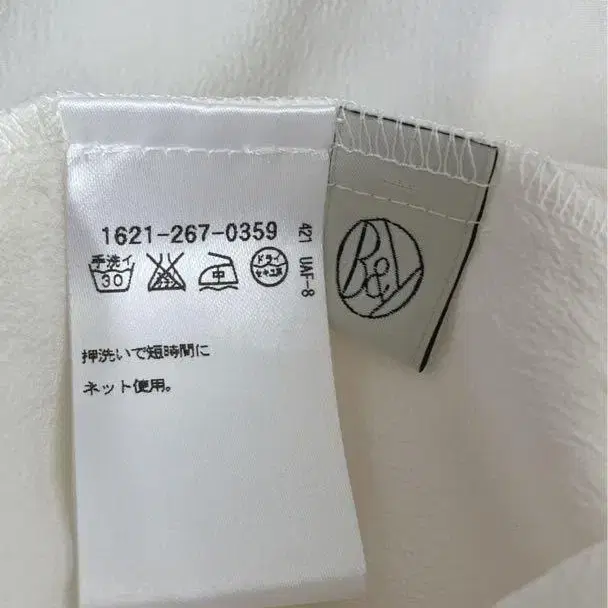 1621-267-0359
421 UAF-8
手洗イ
30
中
ドライ
セキユ系
押洗いで短時間に
ネット使用。
B&Y